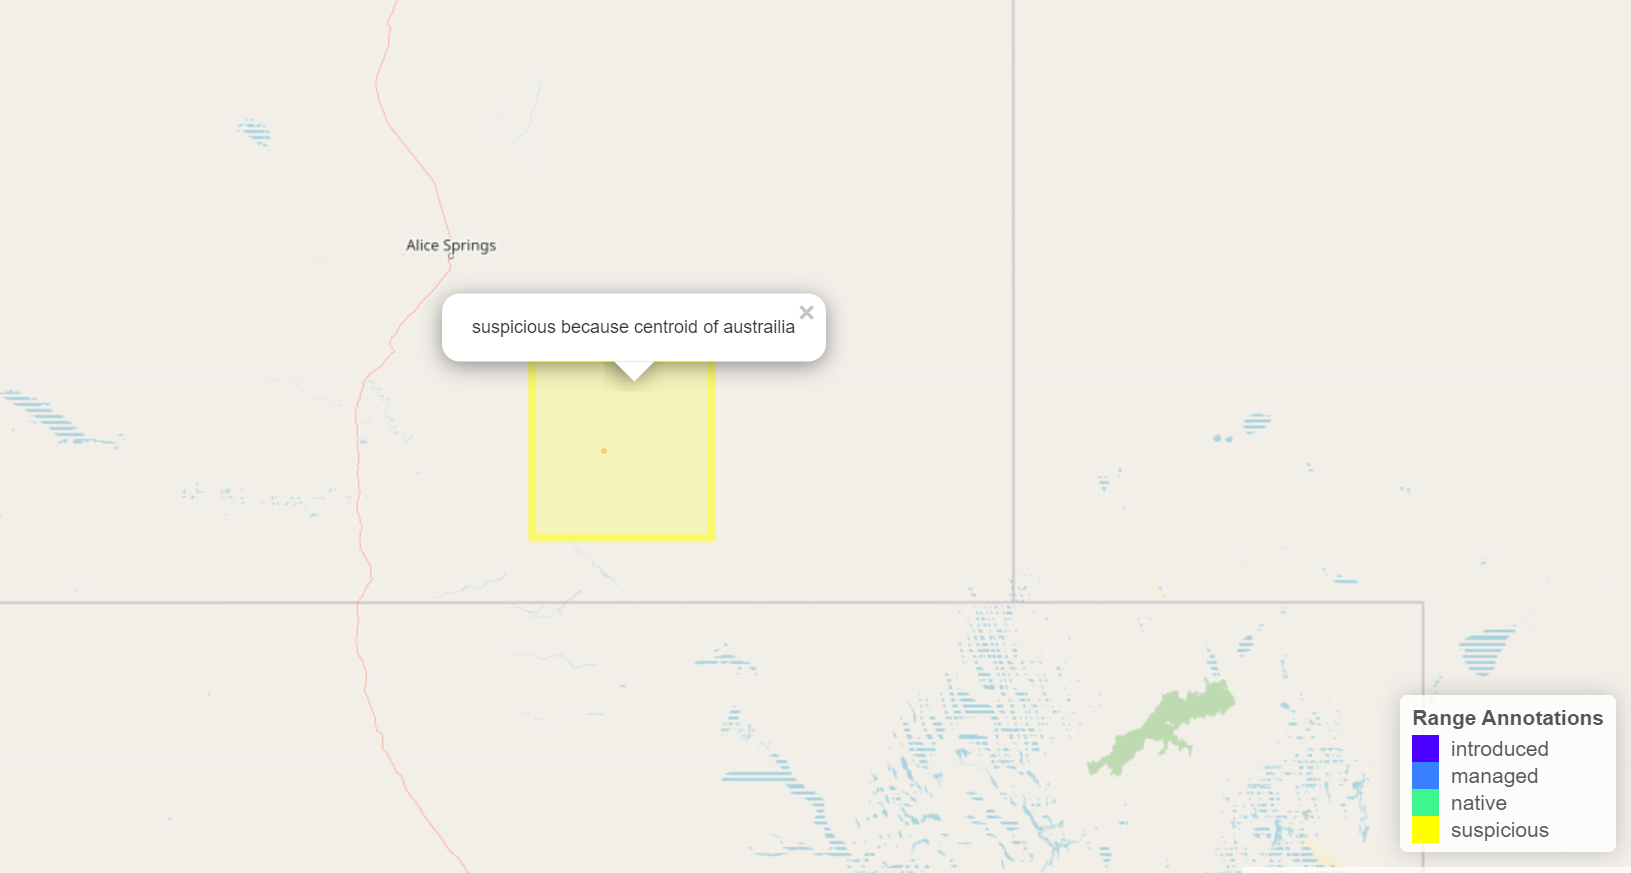 Alice Springs
suspicious because centroid of austrailia
×
Range Annotations
introduced
managed
native
suspicious